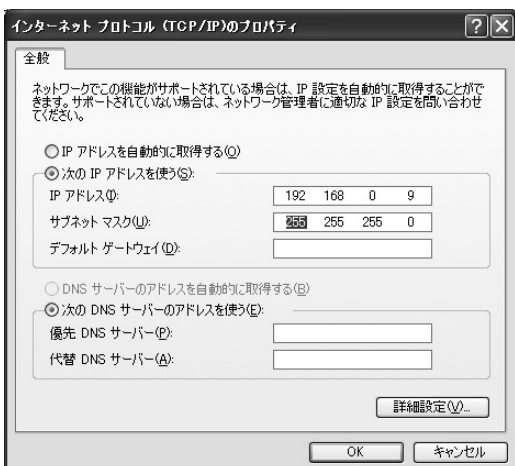 インターネット プロトコル (TCP/IP)のプロパティ
全般
ネットワークでこの機能がサポートされている場合は、IP 設定を自動的に取得することがで
きます。サポートされていない場合は、ネットワーク管理者に適切な IP 設定を問い合わせ
てください。
IP アドレスを自動的に取得する(O)
次の IP アドレスを使う(S):
IP アドレス(I): 192 168 0 9
サブネット マスク(U): 255 255 255 0
デフォルト ゲートウェイ(D):
DNS サーバーのアドレスを自動的に取得する(B)
次の DNS サーバーのアドレスを使う(E):
優先 DNS サーバー(P):
代替 DNS サーバー(A):
詳細設定(V)...
OK キャンセル